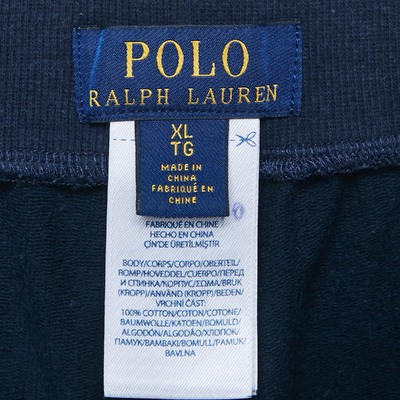 POLO
RALPH LAUREN
XL
TG
MADE IN
CHINA
FABRIQUÉ EN
CHINE
FABRIQUÉ EN CHINE
HECHO EN CHINA
ÇİN'DE ÜRETİLMİŞTİR
BODY/CORPS/CORPO/OBERTEIL/
ROMP/HOVEDDEL/CUERPO/ПЕРЕД
И СПИНКА/КОРПУС/ΣΩΜΑ/BRUK
(KROPP)/ANVÄND (KROPP)/BEDEN/
VRCHNÍ ČÁST:
100% COTTON/COTON/COTONE/
BAUMWOLLE/KATOEN/BOMULD/
ALGODÓN/ALGODÃO/ХЛОПОК/
ПАМУК/ΒΑΜΒΑΚΙ/BOMULL/PAMUK/
BAVLNA